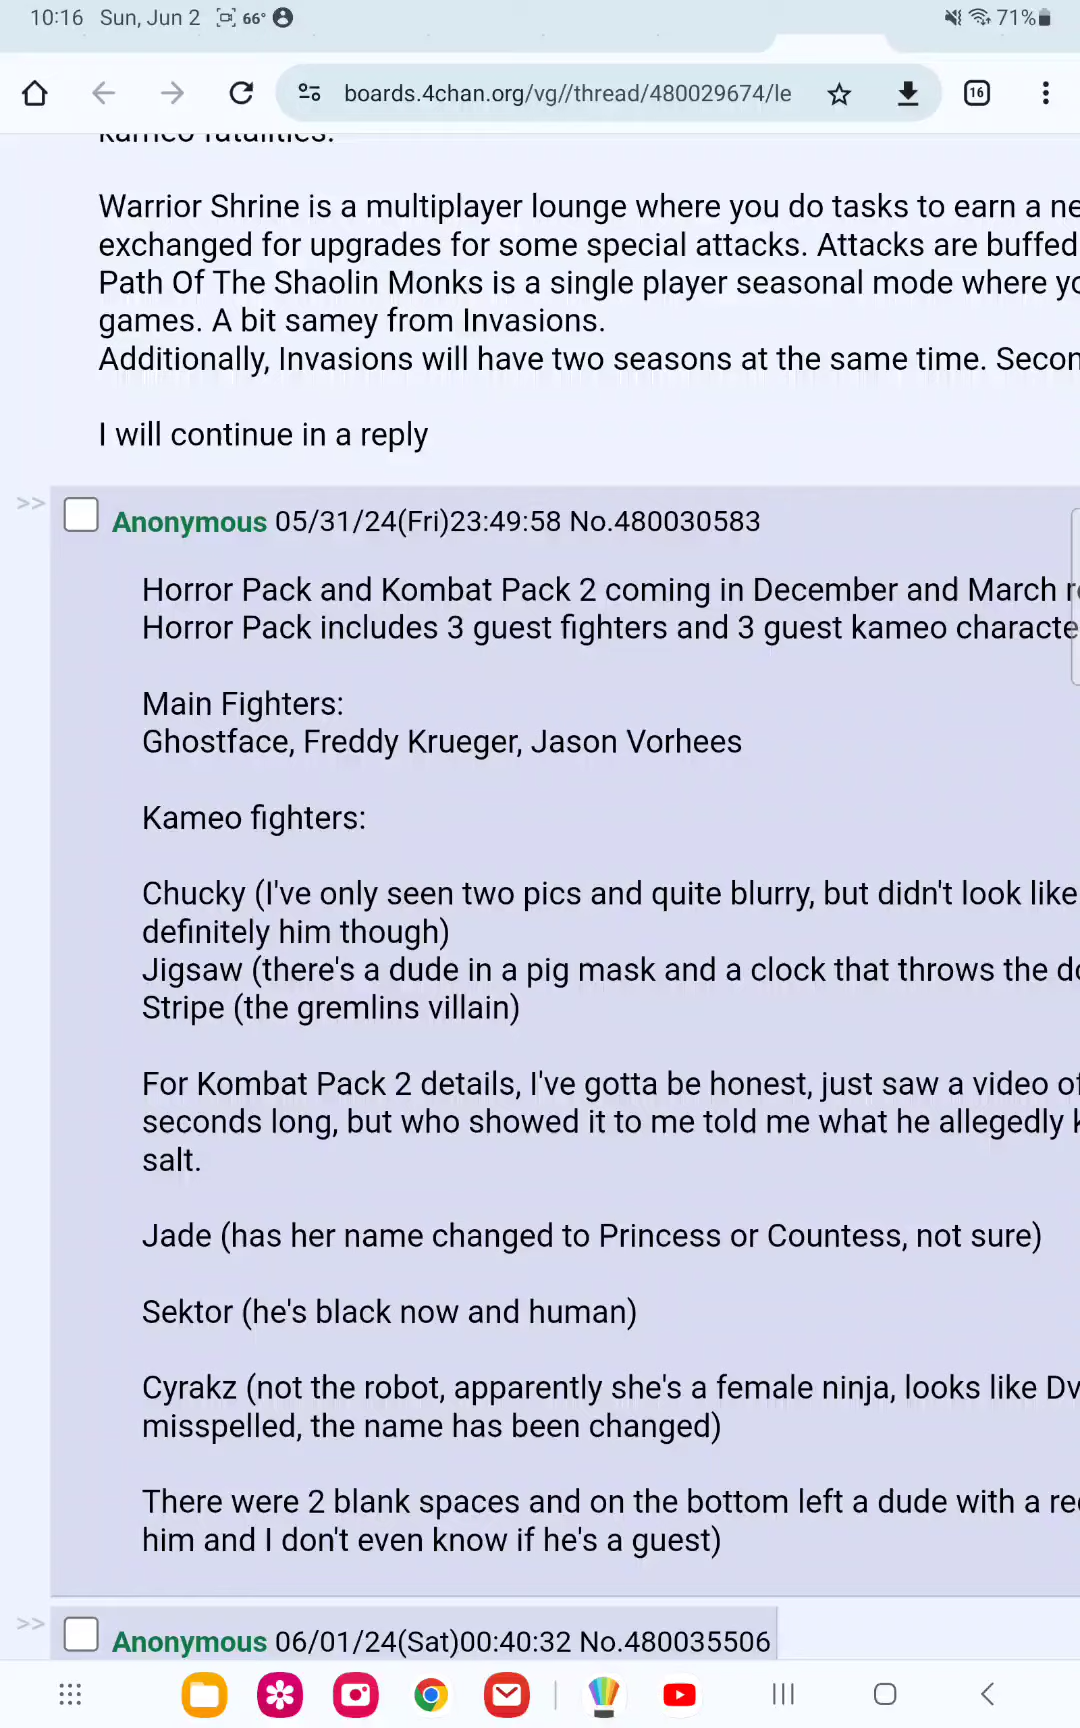 10:16 Sun, Jun 2 66°
71%
boards.4chan.org/vg//thread/480029674/le
16
kameo fatalities.
Warrior Shrine is a multiplayer lounge where you do tasks to earn a ne
exchanged for upgrades for some special attacks. Attacks are buffed
Path Of The Shaolin Monks is a single player seasonal mode where yo
games. A bit samey from Invasions.
Additionally, Invasions will have two seasons at the same time. Secon
I will continue in a reply
>> Anonymous 05/31/24(Fri)23:49:58 No.480030583
Horror Pack and Kombat Pack 2 coming in December and March re
Horror Pack includes 3 guest fighters and 3 guest kameo characte
Main Fighters:
Ghostface, Freddy Krueger, Jason Vorhees
Kameo fighters:
Chucky (I've only seen two pics and quite blurry, but didn't look like
definitely him though)
Jigsaw (there's a dude in a pig mask and a clock that throws the do
Stripe (the gremlins villain)
For Kombat Pack 2 details, I've gotta be honest, just saw a video of
seconds long, but who showed it to me told me what he allegedly k
salt.
Jade (has her name changed to Princess or Countess, not sure)
Sektor (he's black now and human)
Cyrakz (not the robot, apparently she's a female ninja, looks like Dv
misspelled, the name has been changed)
There were 2 blank spaces and on the bottom left a dude with a red
him and I don't even know if he's a guest)
>> Anonymous 06/01/24(Sat)00:40:32 No.480035506